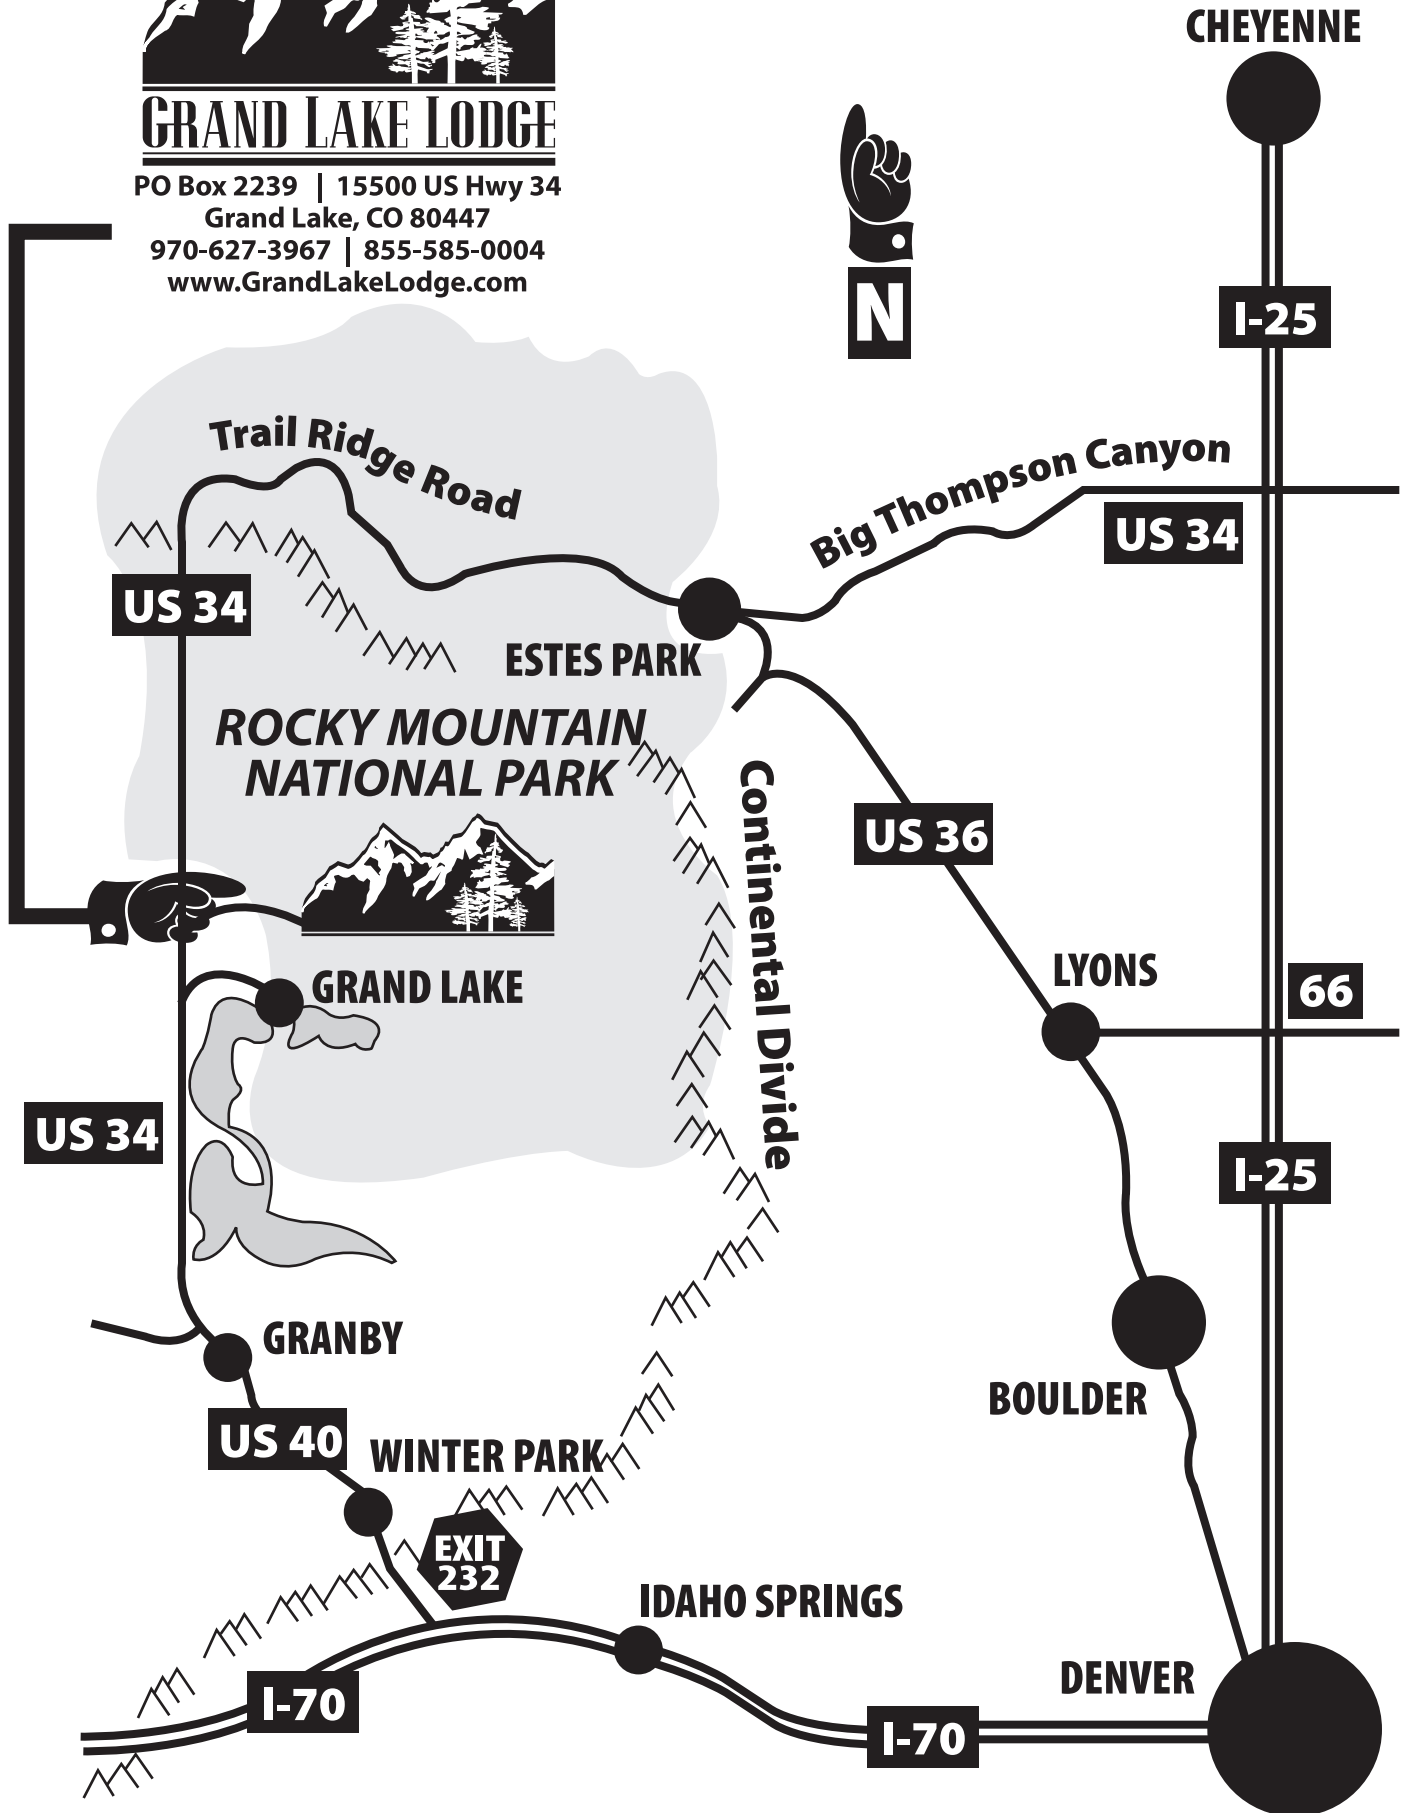 CHEYENNE
GRAND LAKE LODGE
PO Box 2239 | 15500 US Hwy 34
Grand Lake, CO 80447
970-627-3967 | 855-585-0004
www.GrandLakeLodge.com
N
I-25
Trail Ridge Road
Big Thompson Canyon
US 34
US 34
ESTES PARK
ROCKY MOUNTAIN
NATIONAL PARK
Continental Divide
US 36
LYONS
66
GRAND LAKE
US 34
I-25
GRANBY
BOULDER
US 40
WINTER PARK
EXIT
232
IDAHO SPRINGS
DENVER
I-70
I-70